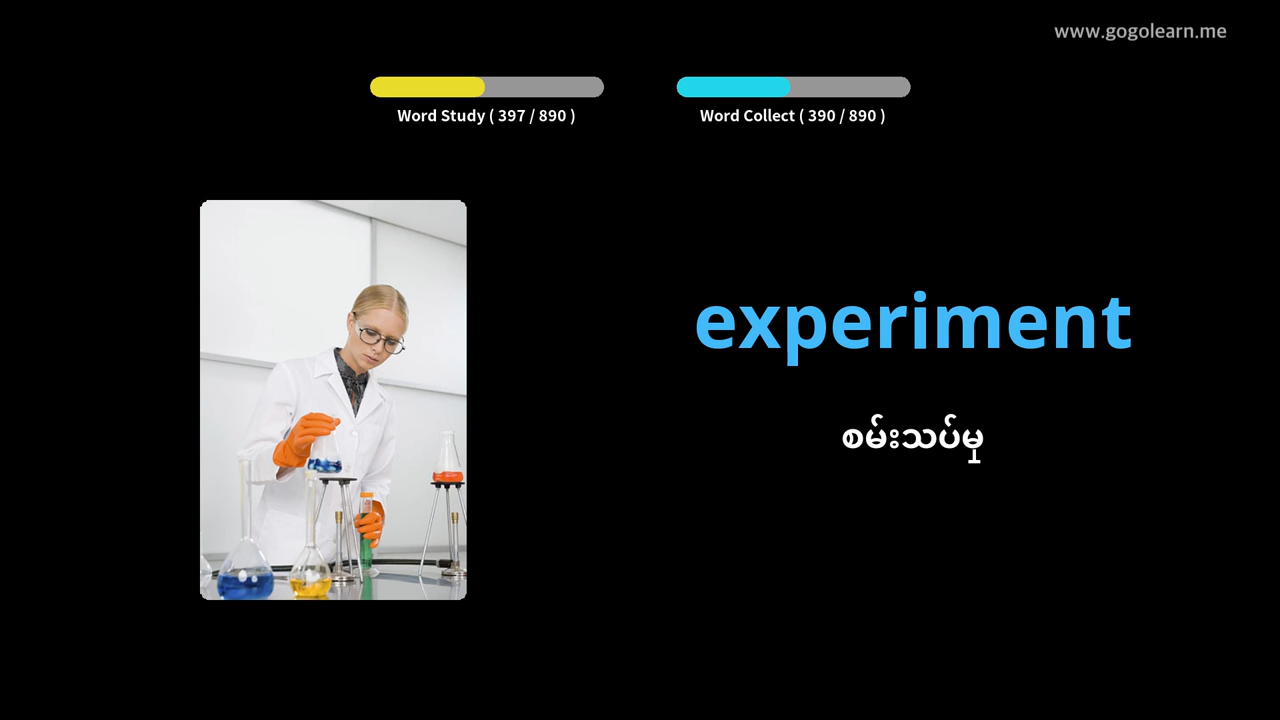 www.gogolearn.me
Word Study ( 397 / 890 )
Word Collect ( 390 / 890 )
experiment
စမ်းသပ်မှု